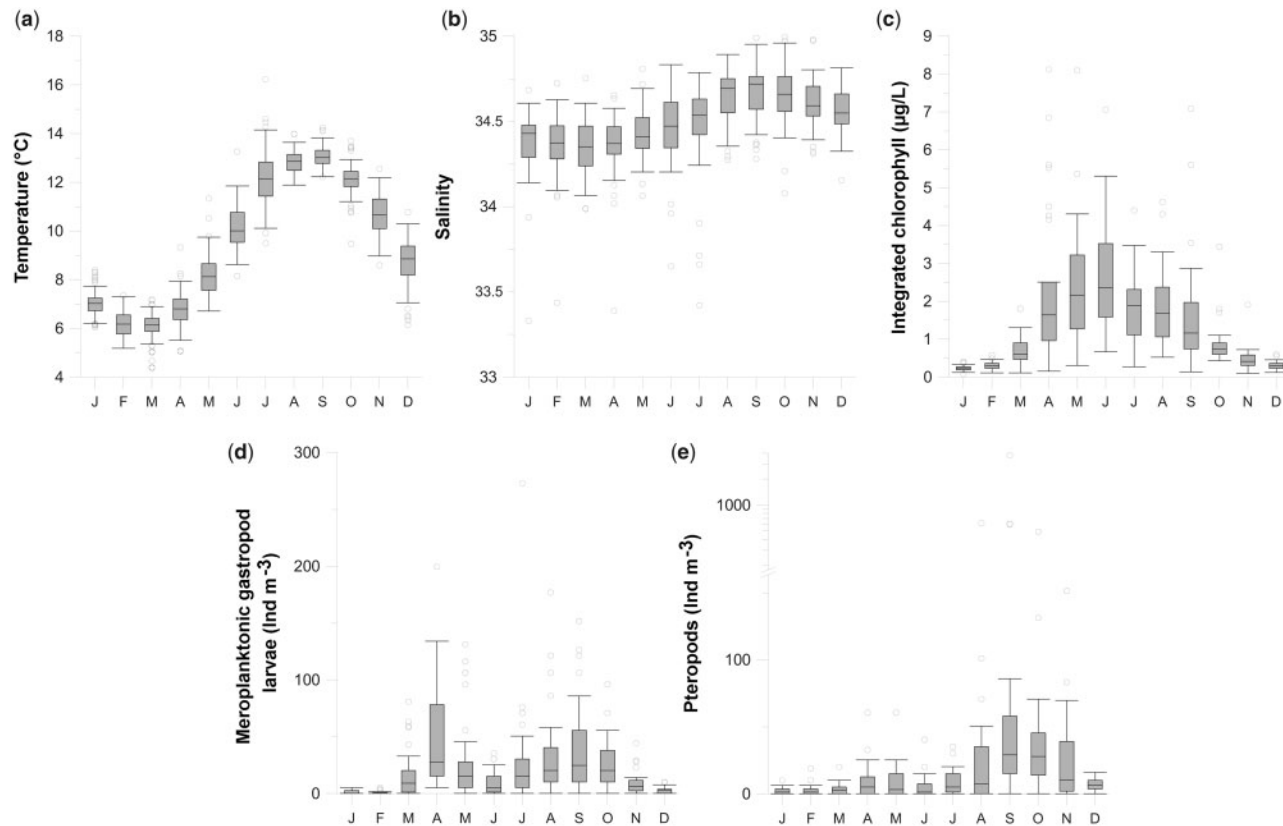 (a)
18
16
14
12
10
8
6
4
Temperature (°C)
J F M A M J J A S O N D
(b)
35
34.5
34
33.5
33
Salinity
J F M A M J J A S O N D
(c)
9
8
7
6
5
4
3
2
1
0
Integrated chlorophyll (µg/L)
J F M A M J J A S O N D
(d)
300
200
100
0
Meroplanktonic gastropod
larvae (Ind m-3)
J F M A M J J A S O N D
(e)
1000
100
0
Pteropods (Ind m-3)
J F M A M J J A S O N D